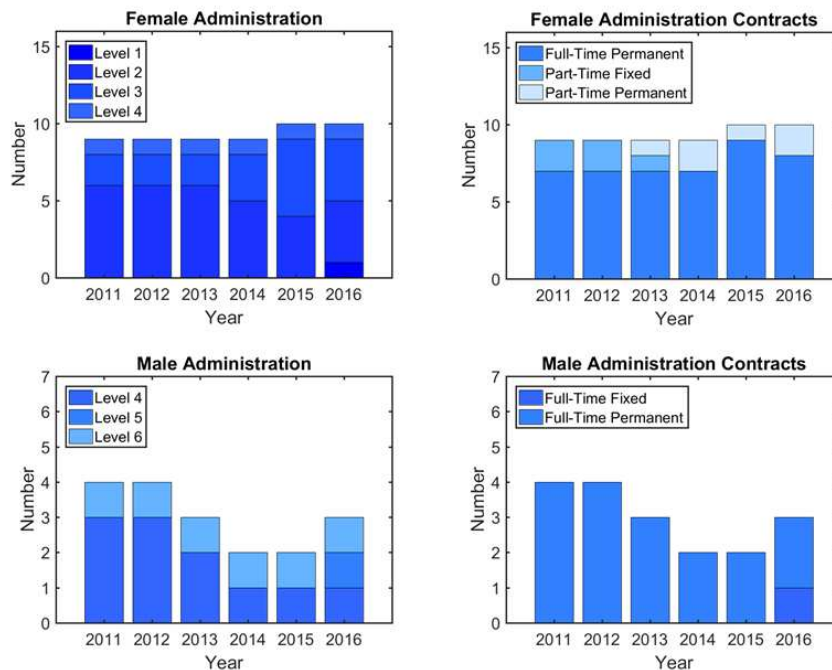 Female Administration
15
10
5
0
Number
Level 1
Level 2
Level 3
Level 4
2011 2012 2013 2014 2015 2016
Year
Female Administration Contracts
15
10
5
0
Number
Full-Time Permanent
Part-Time Fixed
Part-Time Permanent
2011 2012 2013 2014 2015 2016
Year
Male Administration
7
6
5
4
3
2
1
0
Number
Level 4
Level 5
Level 6
2011 2012 2013 2014 2015 2016
Year
Male Administration Contracts
7
6
5
4
3
2
1
0
Number
Full-Time Fixed
Full-Time Permanent
2011 2012 2013 2014 2015 2016
Year